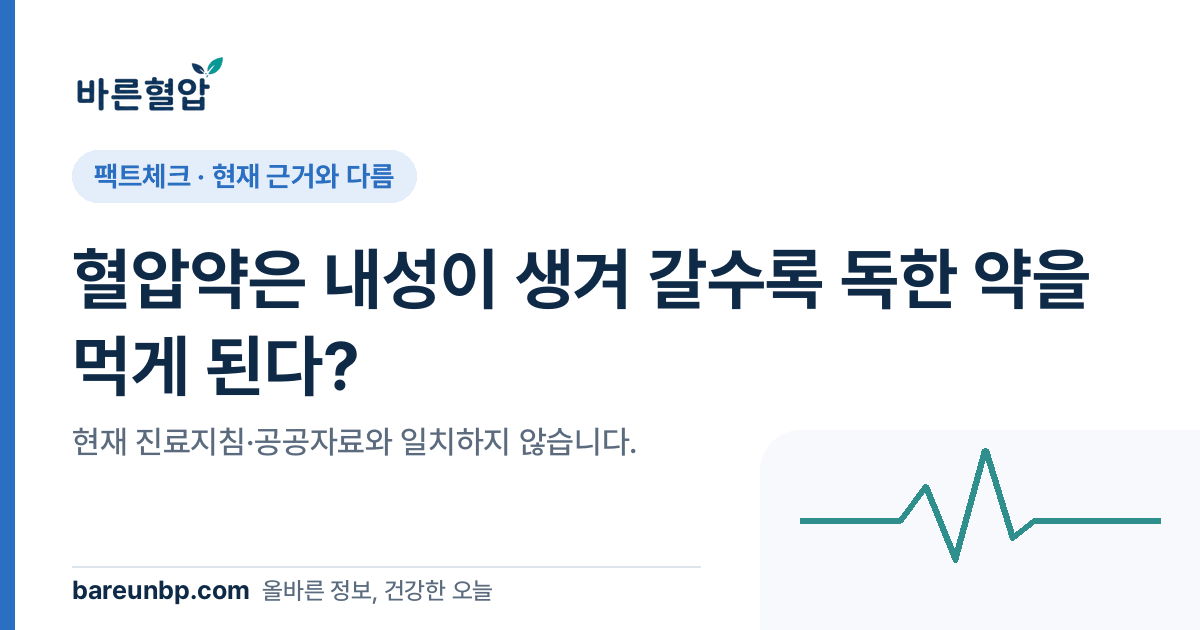 바른혈압
팩트체크 · 현재 근거와 다름
혈압약은 내성이 생겨 갈수록 독한 약을
먹게 된다?
현재 진료지침·공공자료와 일치하지 않습니다.
bareunbp.com 올바른 정보, 건강한 오늘